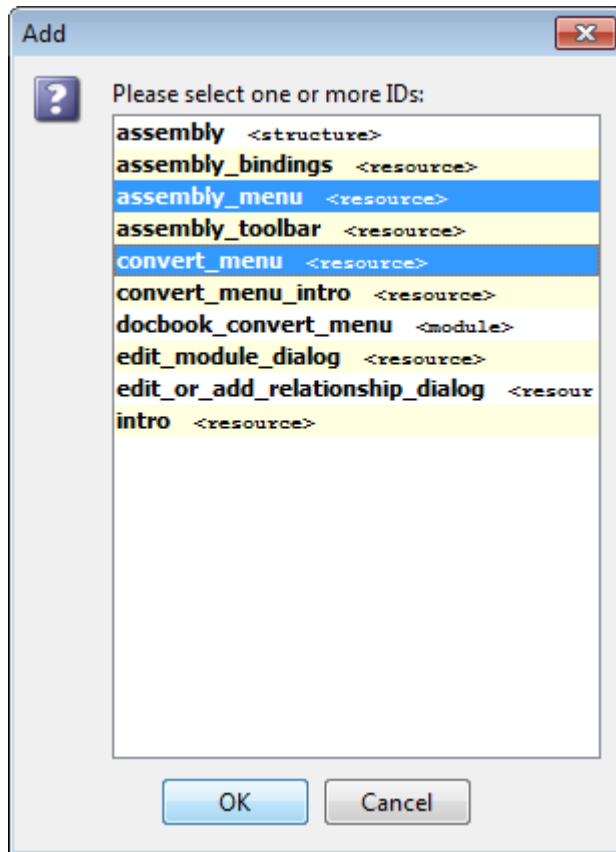 Add
Please select one or more IDs:
assembly <structure>
assembly_bindings <resource>
assembly_menu <resource>
assembly_toolbar <resource>
convert_menu <resource>
convert_menu_intro <resource>
docbook_convert_menu <module>
edit_module_dialog <resource>
edit_or_add_relationship_dialog <resour
intro <resource>
OK Cancel